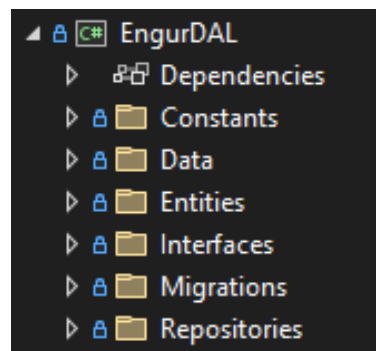 C# EngurDAL
Dependencies
Constants
Data
Entities
Interfaces
Migrations
Repositories